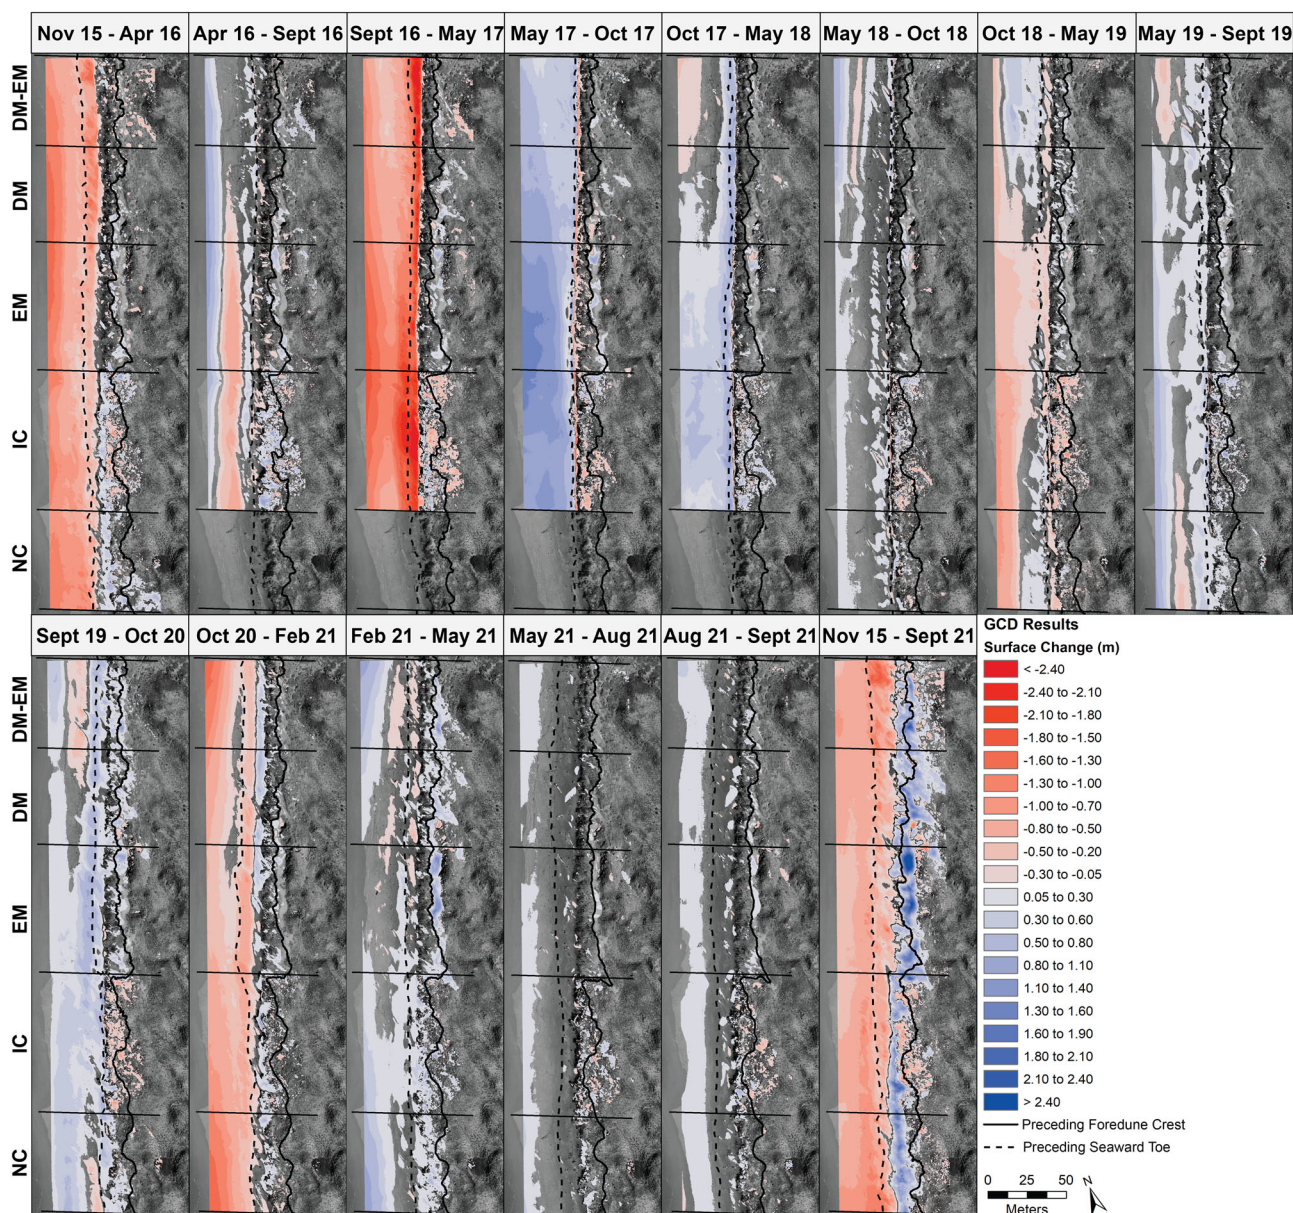 Nov 15 - Apr 16
Apr 16 - Sept 16
Sept 16 - May 17
May 17 - Oct 17
Oct 17 - May 18
May 18 - Oct 18
Oct 18 - May 19
May 19 - Sept 19
DM-EM
DM
EM
IC
NC
Sept 19 - Oct 20
Oct 20 - Feb 21
Feb 21 - May 21
May 21 - Aug 21
Aug 21 - Sept 21
Nov 15 - Sept 21
DM-EM
DM
EM
IC
NC
GCD Results
Surface Change (m)
< -2.40
-2.40 to -2.10
-2.10 to -1.80
-1.80 to -1.50
-1.60 to -1.30
-1.30 to -1.00
-1.00 to -0.70
-0.80 to -0.50
-0.50 to -0.20
-0.30 to -0.05
0.05 to 0.30
0.30 to 0.60
0.50 to 0.80
0.80 to 1.10
1.10 to 1.40
1.30 to 1.60
1.60 to 1.90
1.80 to 2.10
2.10 to 2.40
> 2.40
Preceding Foredune Crest
Preceding Seaward Toe
0 25 50
Meters
N